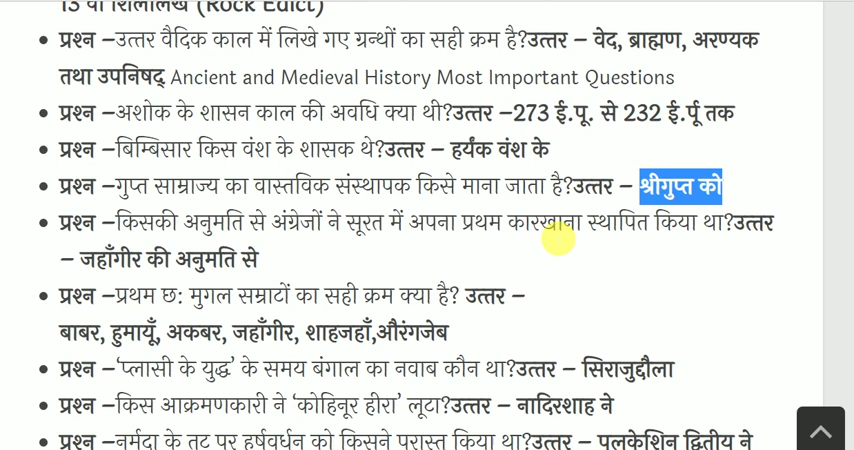 13 वां शिलालेख (Rock Edict)
प्रश्न –उत्तर वैदिक काल में लिखे गए ग्रन्थों का सही क्रम है?उत्तर – वेद, ब्राह्मण, अरण्यक
तथा उपनिषद् Ancient and Medieval History Most Important Questions
प्रश्न –अशोक के शासन काल की अवधि क्या थी?उत्तर –273 ई.पू. से 232 ई.र्पू तक
प्रश्न –बिम्बिसार किस वंश के शासक थे?उत्तर – हर्यंक वंश के
प्रश्न –गुप्त साम्राज्य का वास्तविक संस्थापक किसे माना जाता है?उत्तर – श्रीगुप्त को
प्रश्न –किसकी अनुमति से अंग्रेजों ने सूरत में अपना प्रथम कारखाना स्थापित किया था?उत्तर
– जहाँगीर की अनुमति से
प्रश्न –प्रथम छ: मुगल सम्राटों का सही क्रम क्या है? उत्तर –
बाबर, हुमायूँ, अकबर, जहाँगीर, शाहजहाँ,औरंगजेब
प्रश्न –‘प्लासी के युद्ध’ के समय बंगाल का नवाब कौन था?उत्तर – सिराजुद्दौला
प्रश्न –किस आक्रमणकारी ने ‘कोहिनूर हीरा’ लूटा?उत्तर – नादिरशाह ने
प्रश्न –नर्मदा के तट पर हर्षवर्धन को किसने परास्त किया था?उत्तर – पुलकेशिन द्वितीय ने